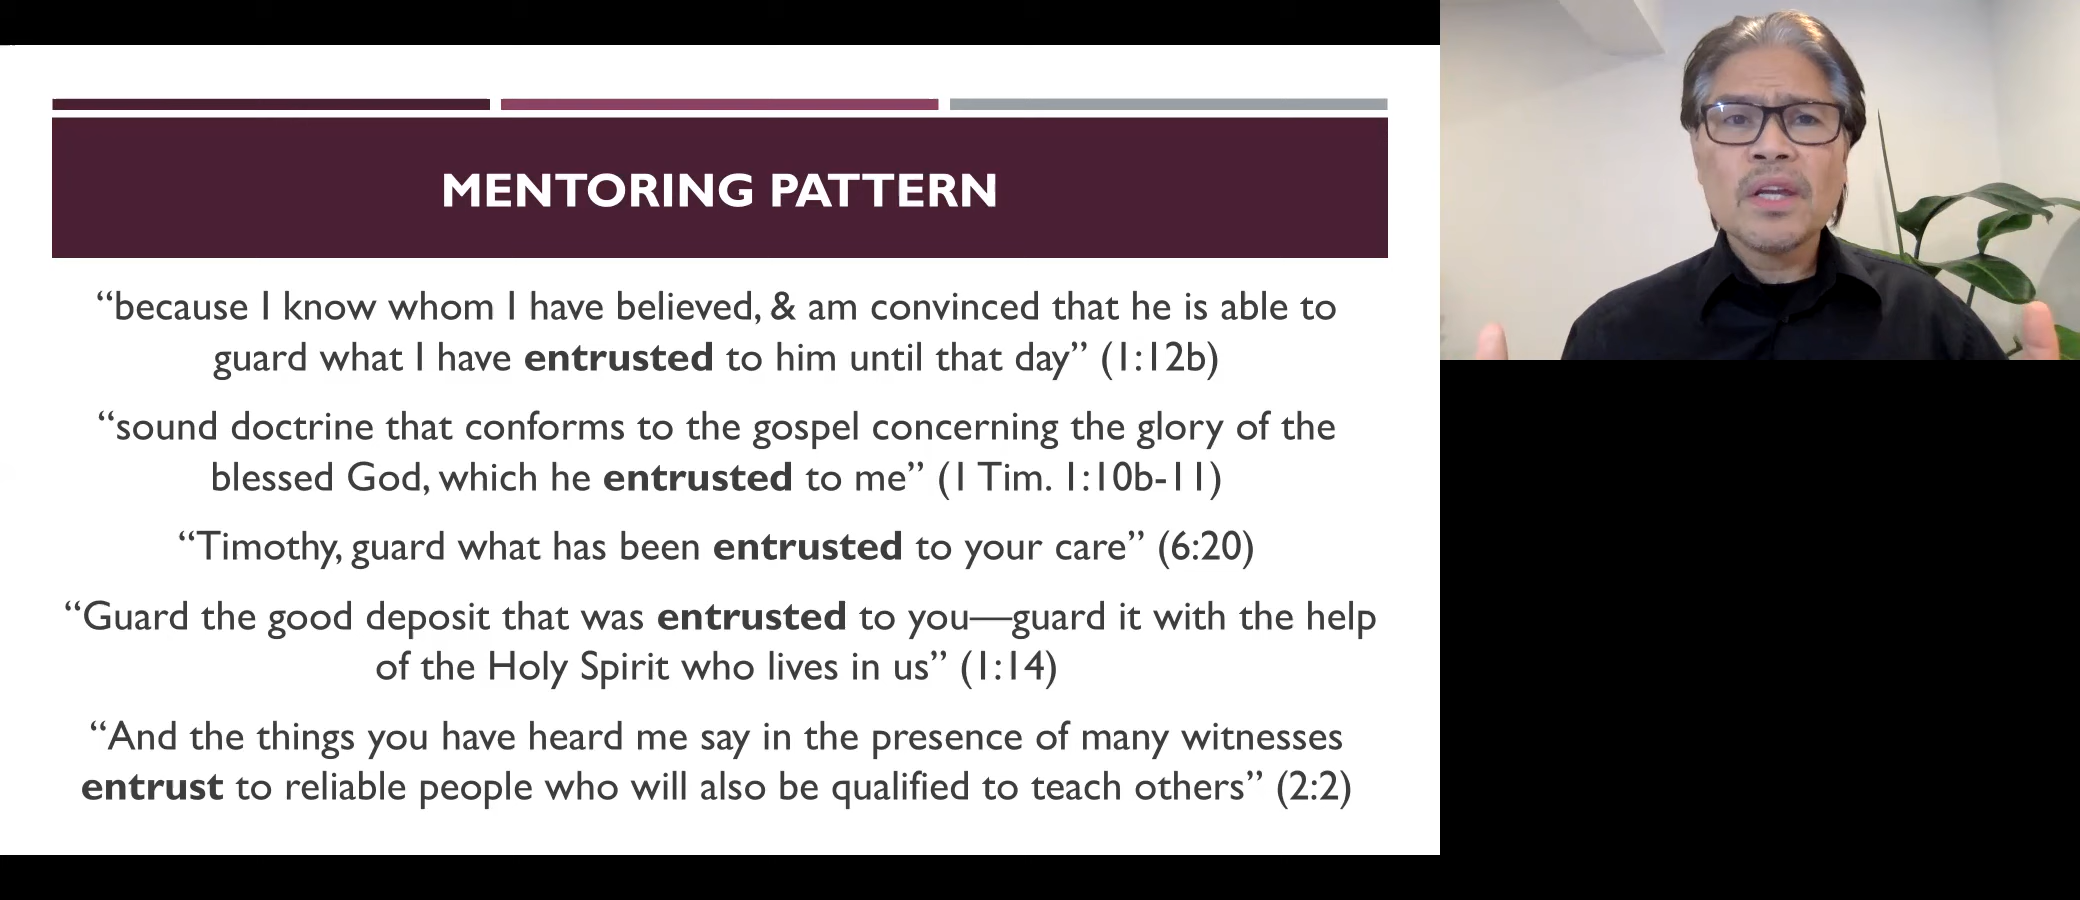 MENTORING PATTERN
“because I know whom I have believed, & am convinced that he is able to
guard what I have entrusted to him until that day” (1:12b)
“sound doctrine that conforms to the gospel concerning the glory of the
blessed God, which he entrusted to me” (1 Tim. 1:10b-11)
“Timothy, guard what has been entrusted to your care” (6:20)
“Guard the good deposit that was entrusted to you—guard it with the help
of the Holy Spirit who lives in us” (1:14)
“And the things you have heard me say in the presence of many witnesses
entrust to reliable people who will also be qualified to teach others” (2:2)